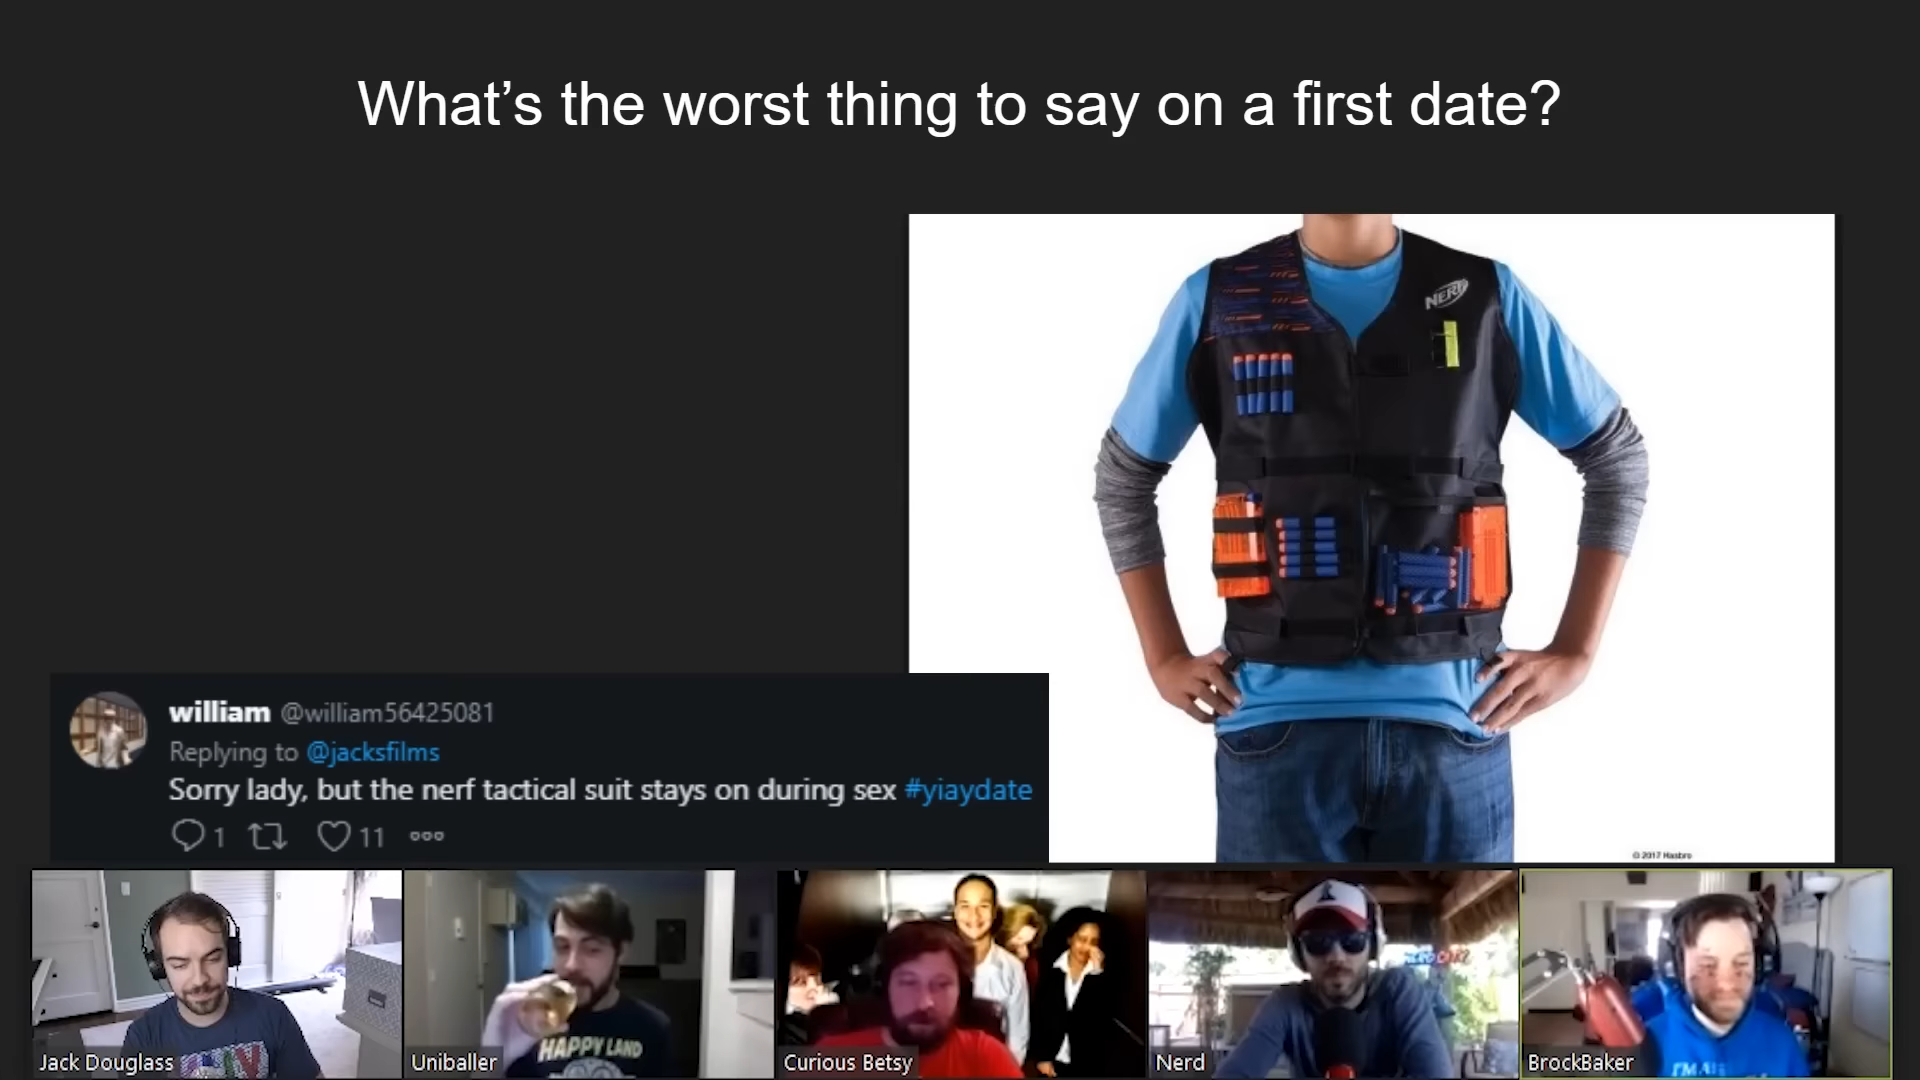 What’s the worst thing to say on a first date?
NERF
william @william56425081
Replying to @jacksfilms
Sorry lady, but the nerf tactical suit stays on during sex #yiaydate
1 11
© 2017 Hasbro
HAPPY LAND
I'M A
Jack Douglass
Uniballer
Curious Betsy
Nerd
BrockBaker